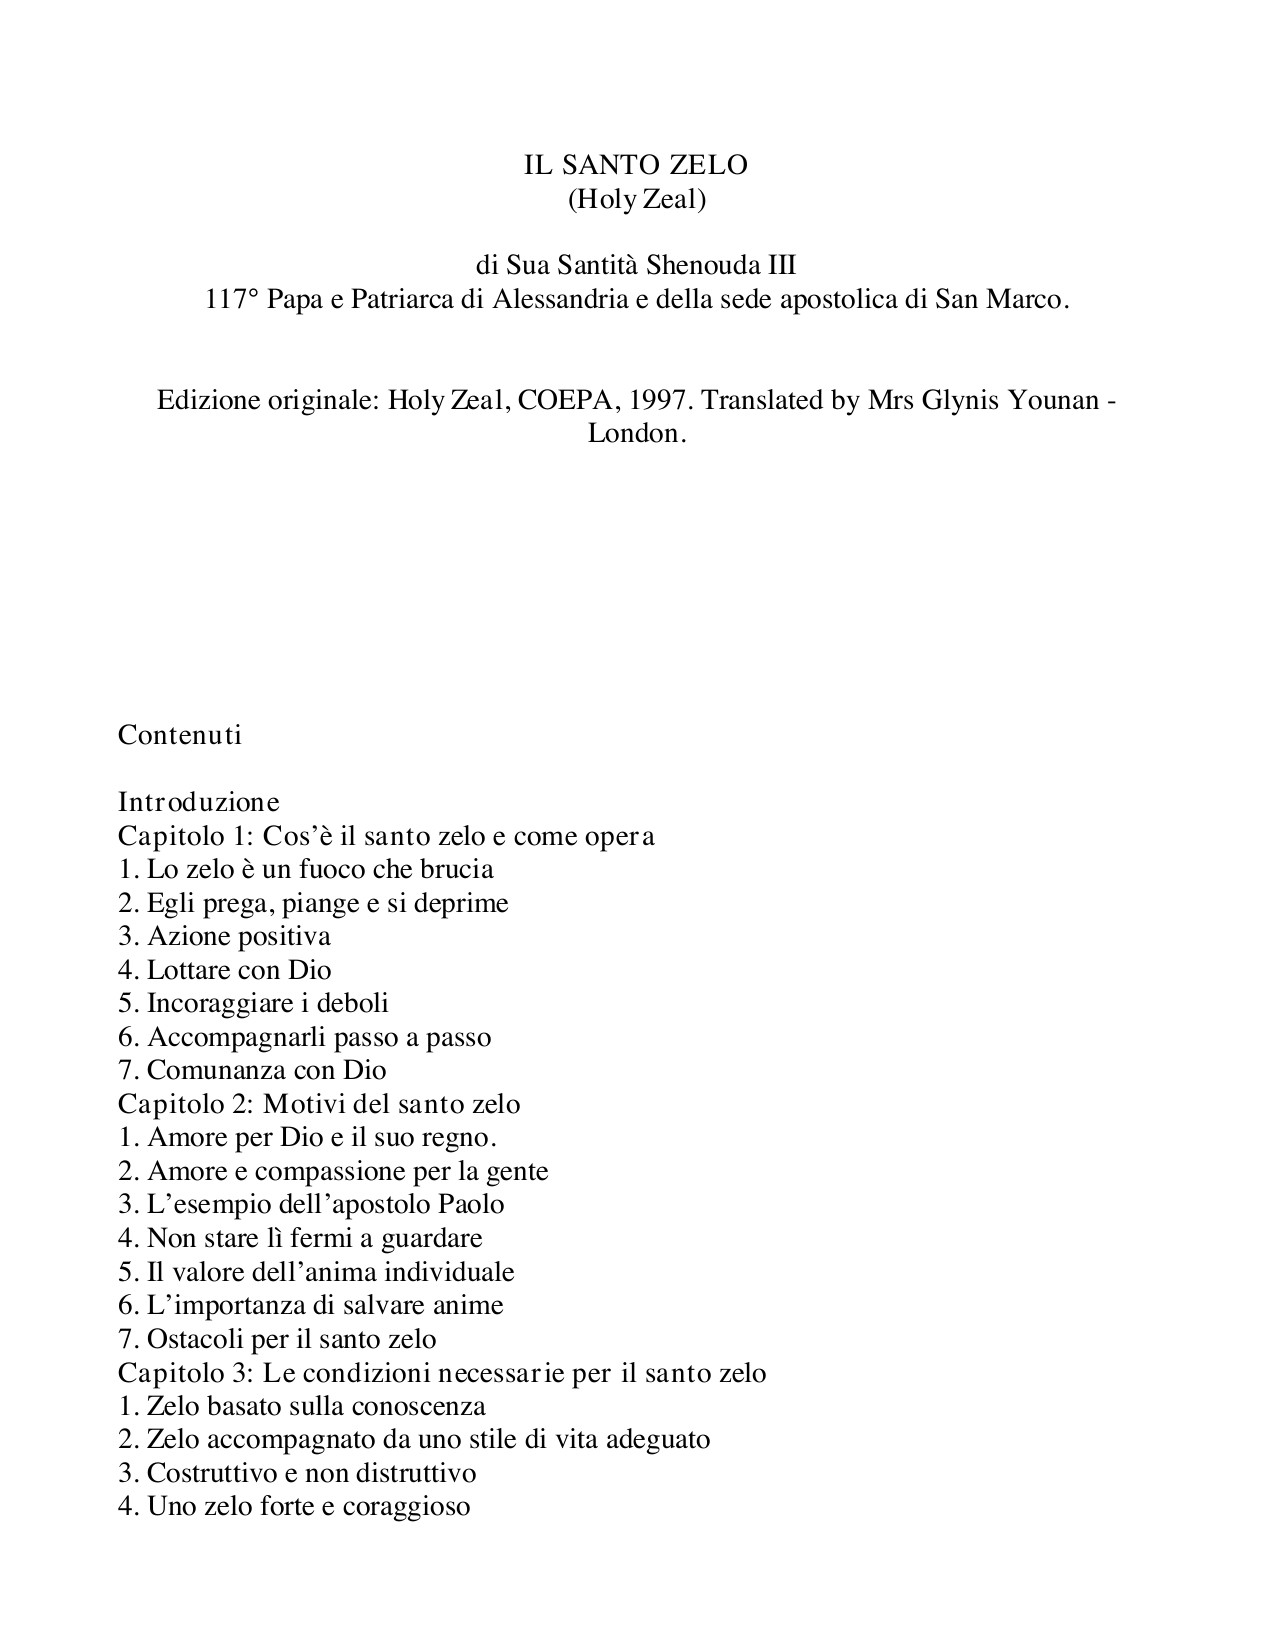 IL SANTO ZELO
(Holy Zeal)
di Sua Santità Shenouda III
117° Papa e Patriarca di Alessandria e della sede apostolica di San Marco.
Edizione originale: Holy Zeal, COEPA, 1997. Translated by Mrs Glynis Younan -
London.
Contenuti
Introduzione
Capitolo 1: Cos’è il santo zelo e come opera
1. Lo zelo è un fuoco che brucia
2. Egli prega, piange e si deprime
3. Azione positiva
4. Lottare con Dio
5. Incoraggiare i deboli
6. Accompagnarli passo a passo
7. Comunanza con Dio
Capitolo 2: Motivi del santo zelo
1. Amore per Dio e il suo regno.
2. Amore e compassione per la gente
3. L’esempio dell’apostolo Paolo
4. Non stare lì fermi a guardare
5. Il valore dell’anima individuale
6. L’importanza di salvare anime
7. Ostacoli per il santo zelo
Capitolo 3: Le condizioni necessarie per il santo zelo
1. Zelo basato sulla conoscenza
2. Zelo accompagnato da uno stile di vita adeguato
3. Costruttivo e non distruttivo
4. Uno zelo forte e coraggioso